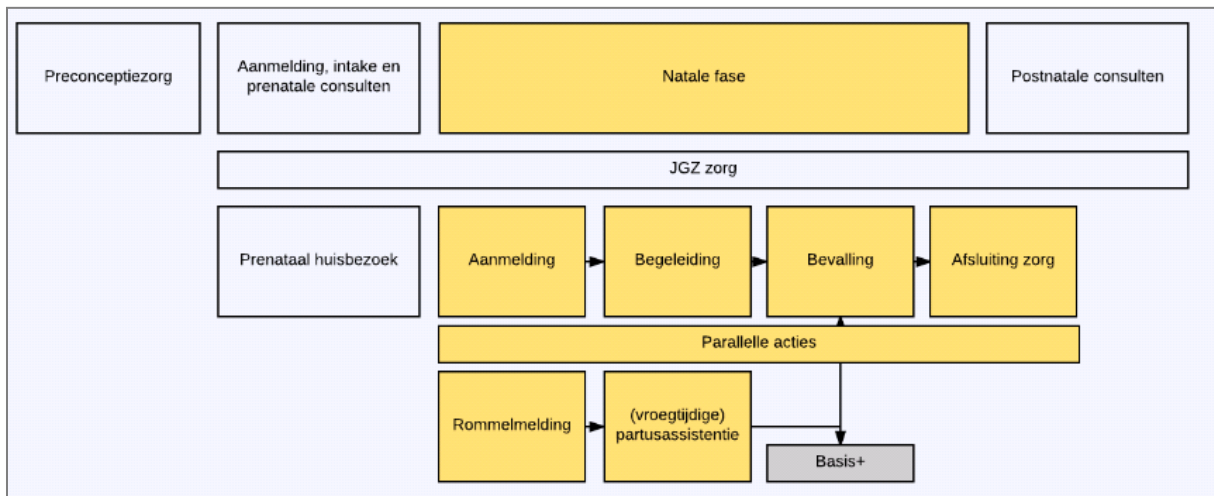 Preconceptiezorg
Aanmelding, intake en
prenatale consulten
Natale fase
Postnatale consulten
JGZ zorg
Prenataal huisbezoek
Aanmelding
Begeleiding
Bevalling
Afsluiting zorg
Parallelle acties
Rommelmelding
(vroegtijdige)
partusassistentie
Basis+